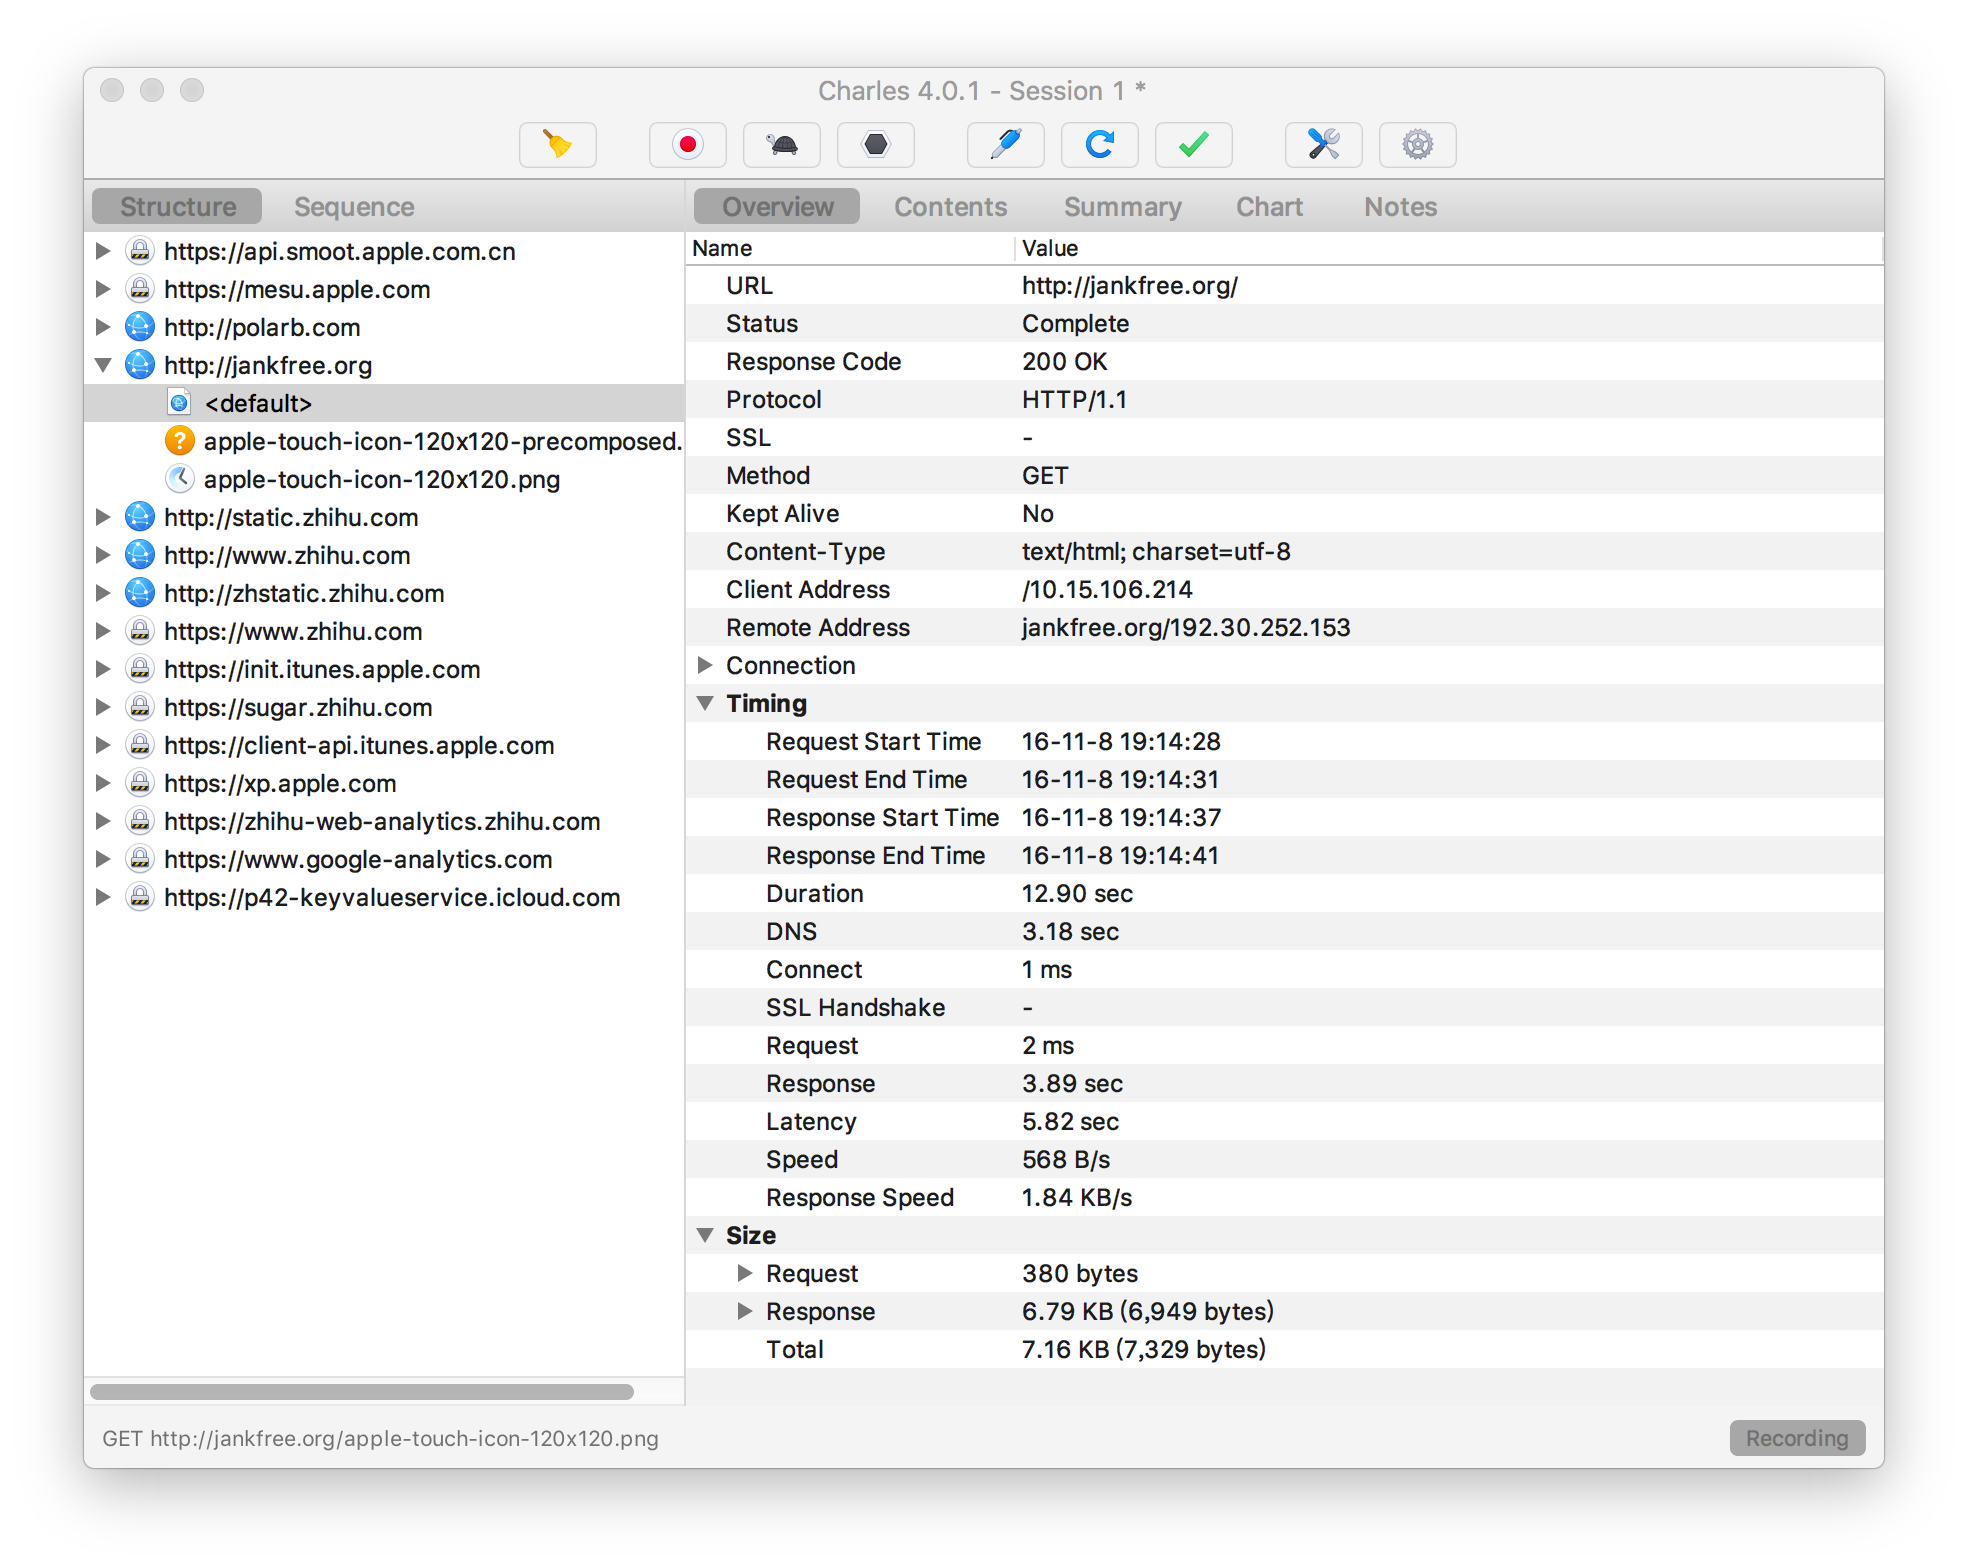 Charles 4.0.1 - Session 1 *
Structure
Sequence
https://api.smoot.apple.com.cn
https://mesu.apple.com
http://polarb.com
http://jankfree.org
<default>
apple-touch-icon-120x120-precomposed.
apple-touch-icon-120x120.png
http://static.zhihu.com
http://www.zhihu.com
http://zhstatic.zhihu.com
https://www.zhihu.com
https://init.itunes.apple.com
https://sugar.zhihu.com
https://client-api.itunes.apple.com
https://xp.apple.com
https://zhihu-web-analytics.zhihu.com
https://www.google-analytics.com
https://p42-keyvalueservice.icloud.com
Overview
Contents
Summary
Chart
Notes
Name Value
URL http://jankfree.org/
Status Complete
Response Code 200 OK
Protocol HTTP/1.1
SSL -
Method GET
Kept Alive No
Content-Type text/html; charset=utf-8
Client Address /10.15.106.214
Remote Address jankfree.org/192.30.252.153
Connection
Timing
Request Start Time 16-11-8 19:14:28
Request End Time 16-11-8 19:14:31
Response Start Time 16-11-8 19:14:37
Response End Time 16-11-8 19:14:41
Duration 12.90 sec
DNS 3.18 sec
Connect 1 ms
SSL Handshake -
Request 2 ms
Response 3.89 sec
Latency 5.82 sec
Speed 568 B/s
Response Speed 1.84 KB/s
Size
Request 380 bytes
Response 6.79 KB (6,949 bytes)
Total 7.16 KB (7,329 bytes)
GET http://jankfree.org/apple-touch-icon-120x120.png
Recording